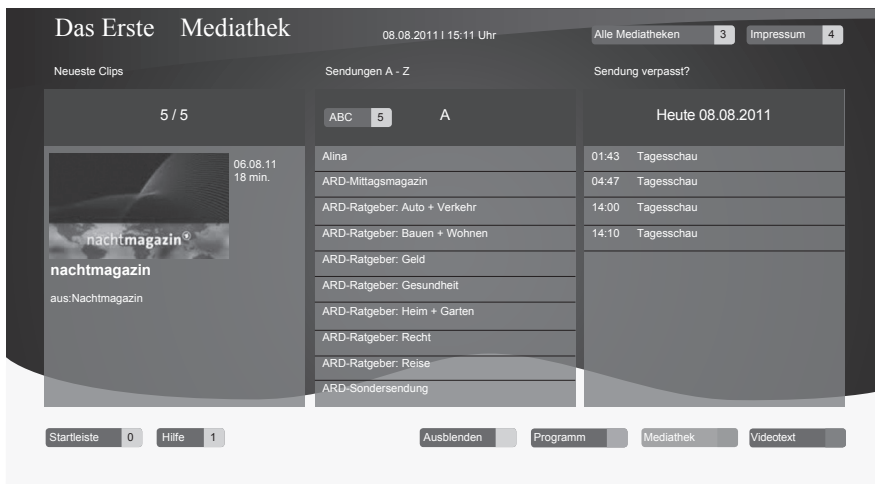 Das Erste Mediathek
08.08.2011 I 15:11 Uhr
Alle Mediatheken 3
Impressum 4
Neueste Clips
5 / 5
06.08.11
18 min.
nachtmagazin
nachtmagazin
aus:Nachtmagazin
Sendungen A - Z
ABC 5
A
Alina
ARD-Mittagsmagazin
ARD-Ratgeber: Auto + Verkehr
ARD-Ratgeber: Bauen + Wohnen
ARD-Ratgeber: Geld
ARD-Ratgeber: Gesundheit
ARD-Ratgeber: Heim + Garten
ARD-Ratgeber: Recht
ARD-Ratgeber: Reise
ARD-Sondersendung
Sendung verpasst?
Heute 08.08.2011
01:43 Tagesschau
04:47 Tagesschau
14:00 Tagesschau
14:10 Tagesschau
Startleiste 0
Hilfe 1
Ausblenden
Programm
Mediathek
Videotext